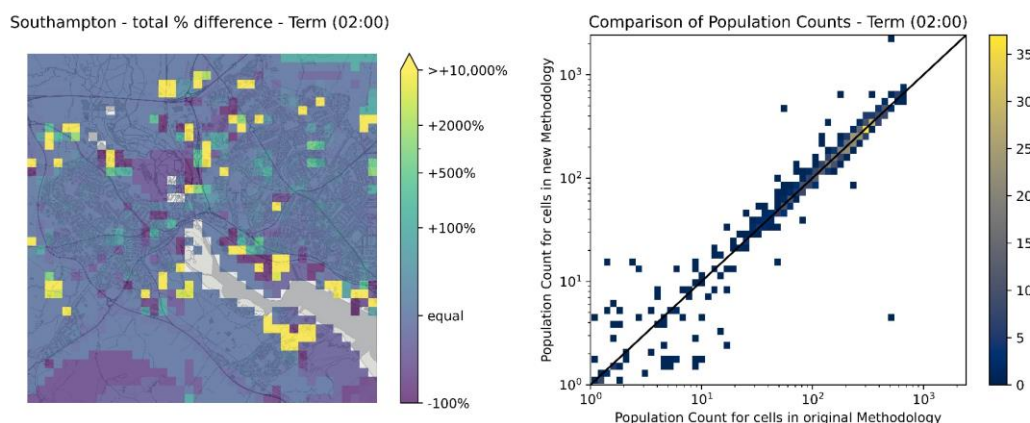 Southampton - total % difference - Term (02:00)
>+10,000%
+2000%
+500%
+100%
equal
-100%
Comparison of Population Counts - Term (02:00)
Population Count for cells in new Methodology
10³
10²
10¹
10⁰
10⁰ 10¹ 10² 10³
Population Count for cells in original Methodology
35
30
25
20
15
10
5
0